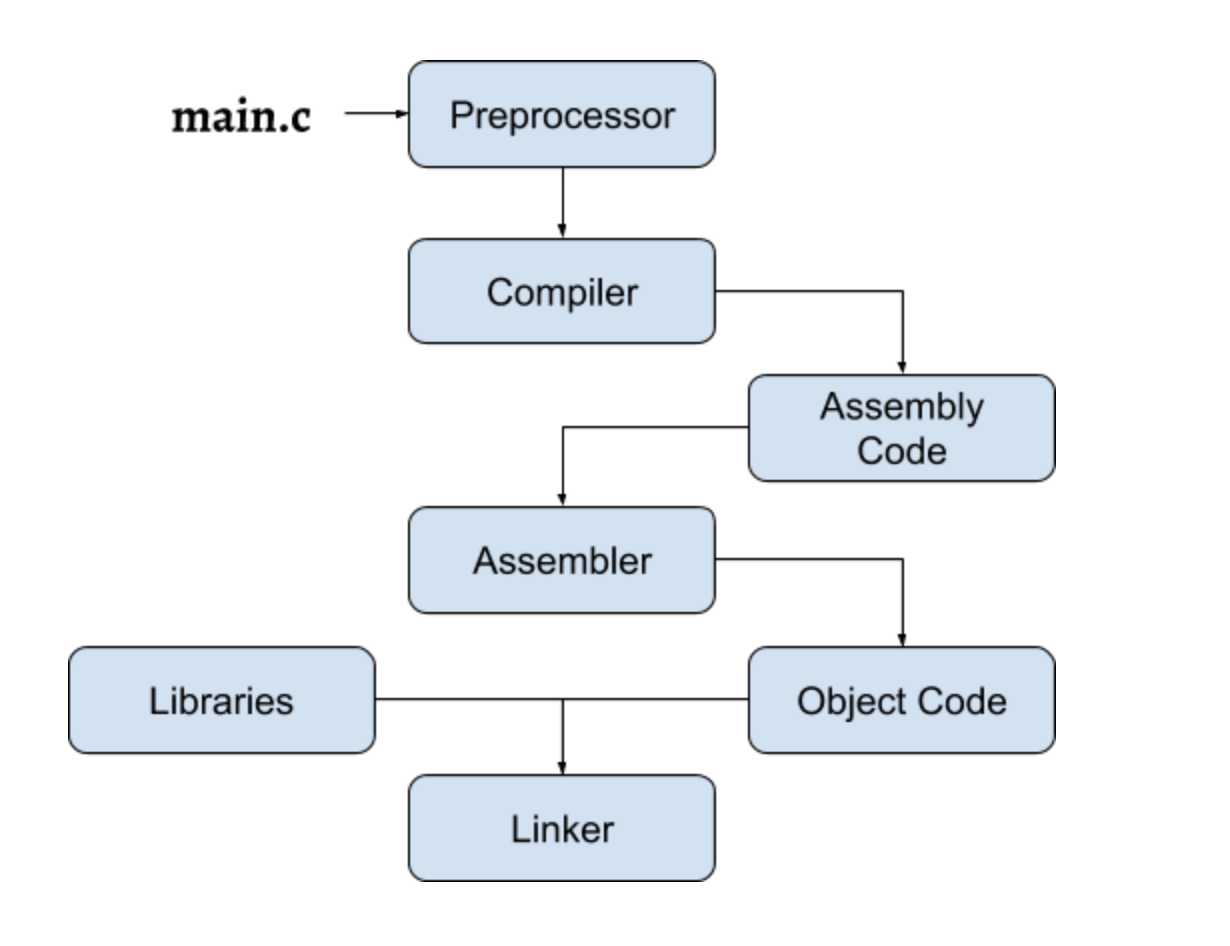 main.c
Preprocessor
Compiler
Assembly
Code
Assembler
Libraries
Object Code
Linker